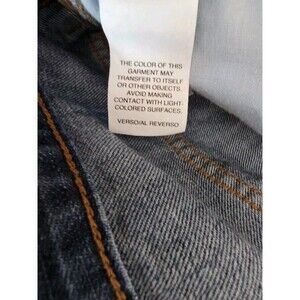 THE COLOR OF THIS
GARMENT MAY
TRANSFER TO ITSELF
OR OTHER OBJECTS.
AVOID MAKING
CONTACT WITH LIGHT-
COLORED SURFACES.
VERSO/AL REVERSO